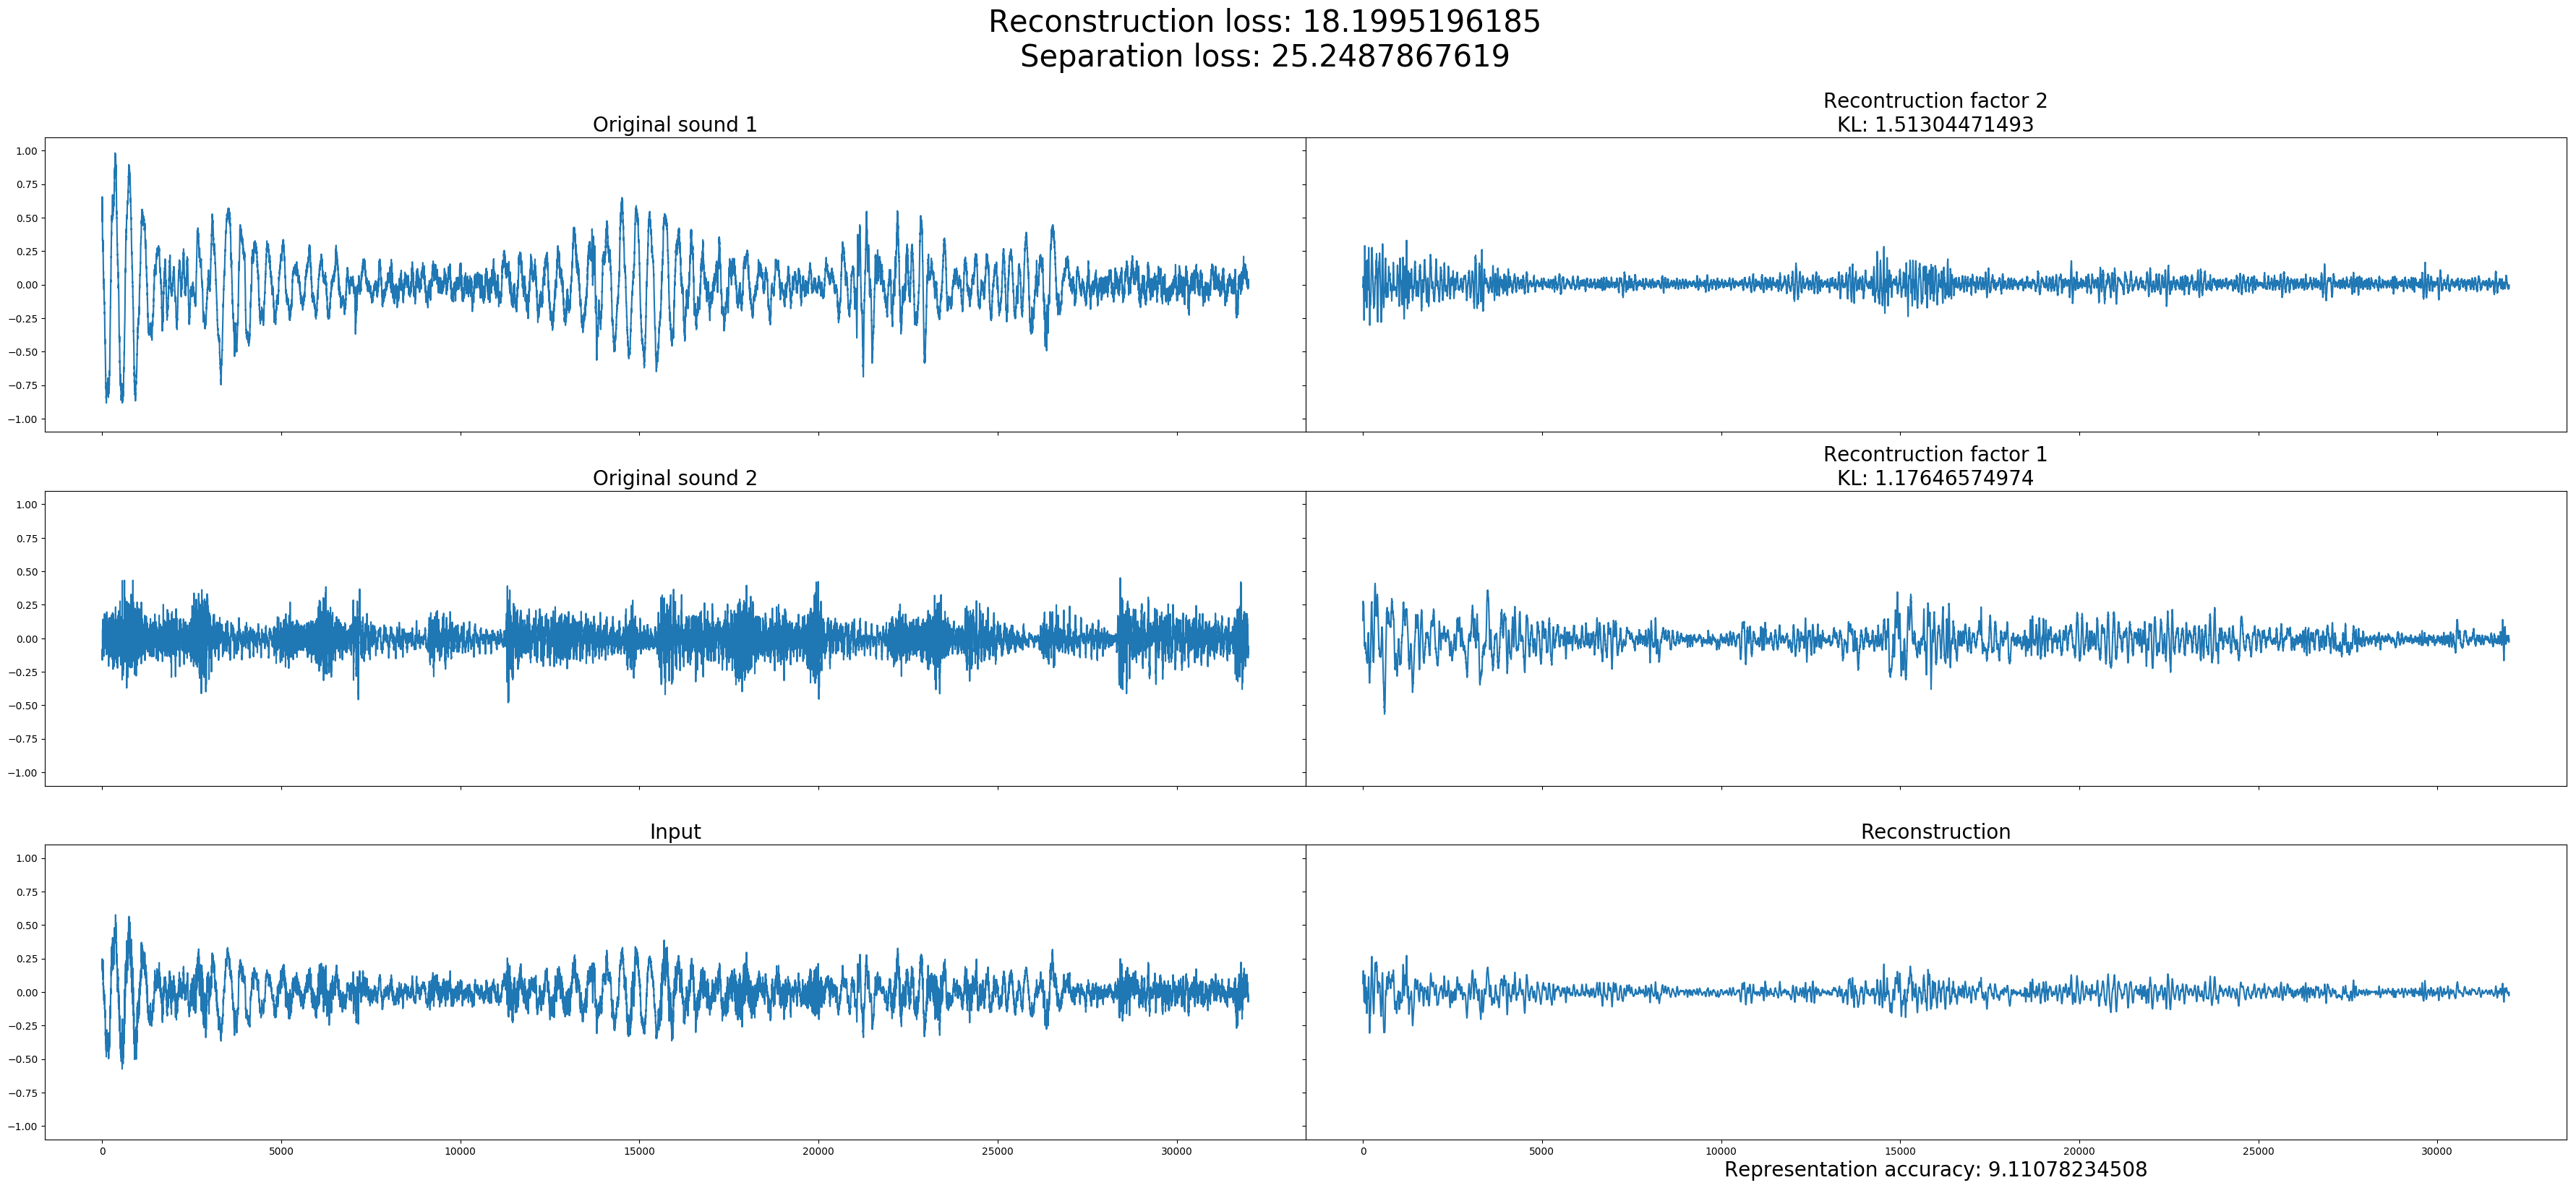 Reconstruction loss: 18.1995196185
Separation loss: 25.2487867619
Original sound 1
1.00
0.75
0.50
0.25
0.00
−0.25
−0.50
−0.75
−1.00
Recontruction factor 2
KL: 1.51304471493
Original sound 2
1.00
0.75
0.50
0.25
0.00
−0.25
−0.50
−0.75
−1.00
Recontruction factor 1
KL: 1.17646574974
Input
1.00
0.75
0.50
0.25
0.00
−0.25
−0.50
−0.75
−1.00
0 5000 10000 15000 20000 25000 30000
Reconstruction
0 5000 10000 15000 20000 25000 30000
Representation accuracy: 9.11078234508